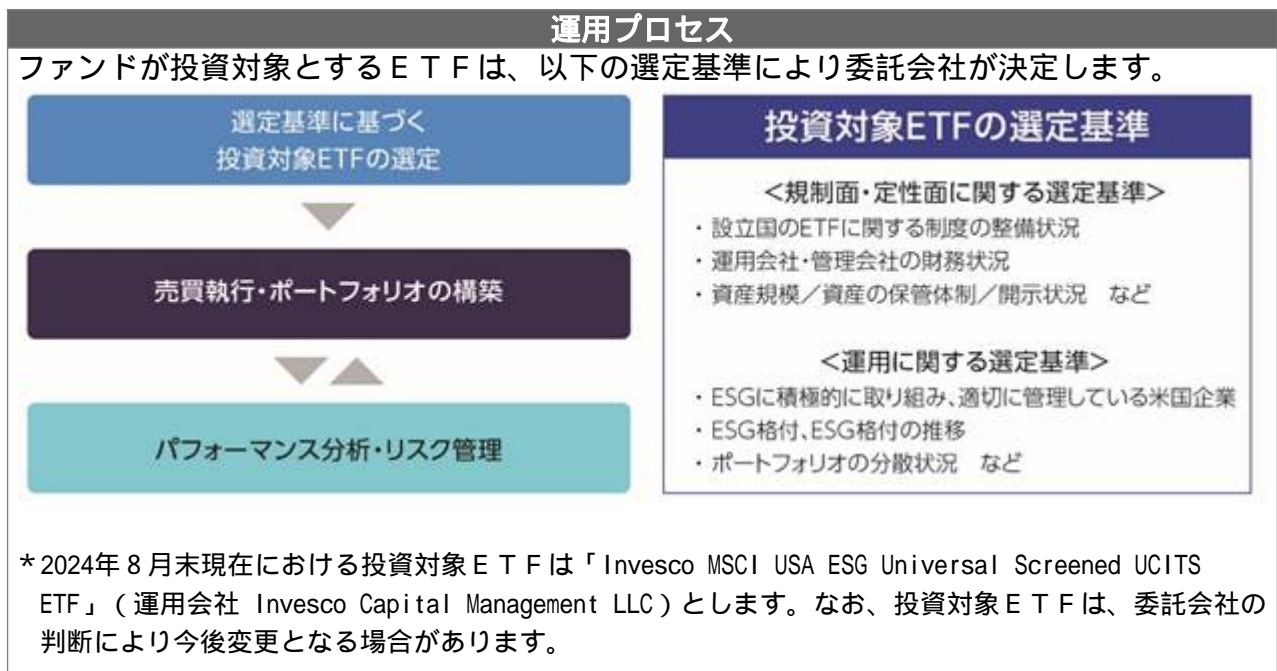 運用プロセス
ファンドが投資対象とするＥＴＦは、以下の選定基準により委託会社が決定します。
選定基準に基づく
投資対象ETFの選定
売買執行・ポートフォリオの構築
パフォーマンス分析・リスク管理
投資対象ETFの選定基準
＜規制面・定性面に関する選定基準＞
・設立国のETFに関する制度の整備状況
・運用会社・管理会社の財務状況
・資産規模／資産の保管体制／開示状況　など
＜運用に関する選定基準＞
・ESGに積極的に取り組み、適切に管理している米国企業
・ESG格付、ESG格付の推移
・ポートフォリオの分散状況　など
＊2024年８月末現在における投資対象ＥＴＦは「Invesco MSCI USA ESG Universal Screened UCITS
ETF」（運用会社 Invesco Capital Management LLC）とします。なお、投資対象ＥＴＦは、委託会社の
判断により今後変更となる場合があります。